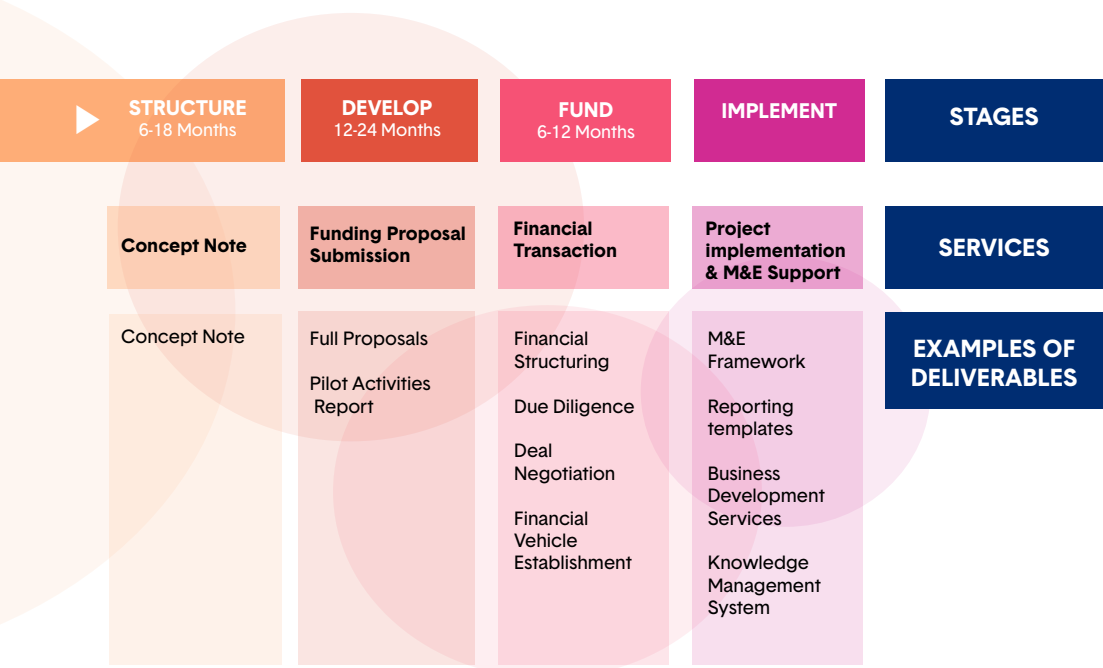 STRUCTURE
6-18 Months
DEVELOP
12-24 Months
FUND
6-12 Months
IMPLEMENT
STAGES
Concept Note
Funding Proposal
Submission
Financial
Transaction
Project
implementation
& M&E Support
SERVICES
Concept Note
Full Proposals
Pilot Activities
Report
Financial
Structuring
Due Diligence
Deal
Negotiation
Financial
Vehicle
Establishment
M&E
Framework
Reporting
templates
Business
Development
Services
Knowledge
Management
System
EXAMPLES OF
DELIVERABLES